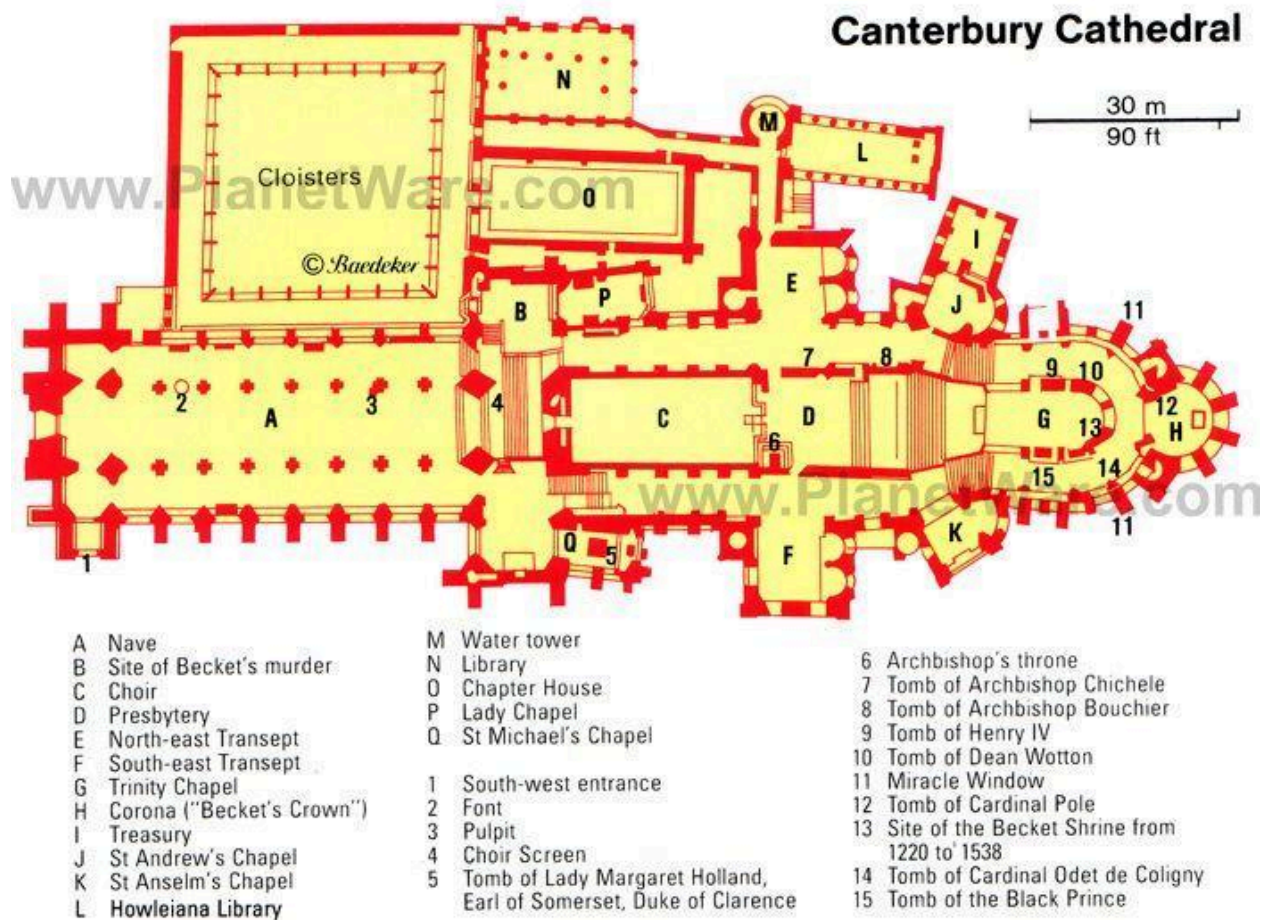 Canterbury Cathedral
30 m
90 ft
N
M
L
Cloisters
www.PlanetWare.com
O
I
© Baedeker
E
P
J
B
11
7
8
9
10
2
3
4
A
C
D
G
12
H
6
13
15
14
www.PlanetWare.com
11
K
Q
5
F
1
A Nave
B Site of Becket's murder
C Choir
D Presbytery
E North-east Transept
F South-east Transept
G Trinity Chapel
H Corona ("Becket's Crown")
I Treasury
J St Andrew's Chapel
K St Anselm's Chapel
L Howleiana Library
M Water tower
N Library
O Chapter House
P Lady Chapel
Q St Michael's Chapel
1 South-west entrance
2 Font
3 Pulpit
4 Choir Screen
5 Tomb of Lady Margaret Holland,
Earl of Somerset, Duke of Clarence
6 Archbishop's throne
7 Tomb of Archbishop Chichele
8 Tomb of Archbishop Bouchier
9 Tomb of Henry IV
10 Tomb of Dean Wotton
11 Miracle Window
12 Tomb of Cardinal Pole
13 Site of the Becket Shrine from
1220 to 1538
14 Tomb of Cardinal Odet de Coligny
15 Tomb of the Black Prince